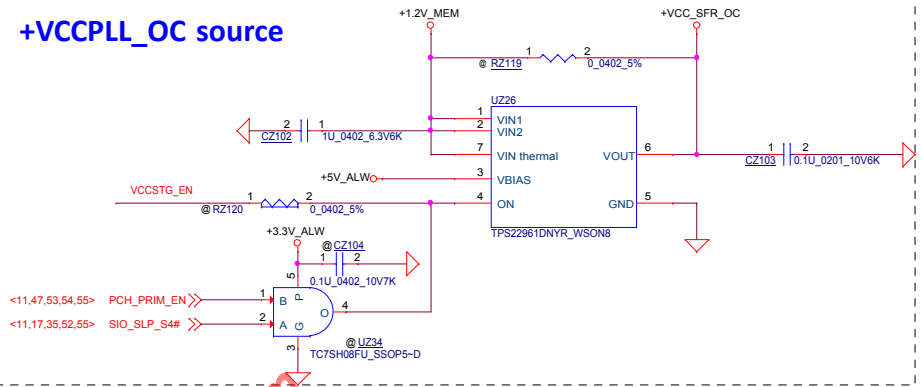 +VCCPLL_OC source
+1.2V_MEM
+VCC_SFR_OC
1 2
@ RZ119 0_0402_5%
UZ26
2 1
CZ102 1U_0402_6.3V6K
1 VIN1
2 VIN2
7 VIN thermal VOUT 6
1 2
CZ103 0.1U_0201_10V6K
+5V_ALW 3 VBIAS
VCCSTG_EN 1 2 4 ON GND 5
@ RZ120 0_0402_5%
TPS22961DNYR_WSON8
+3.3V_ALW
@ CZ104
1 2
0.1U_0402_10V7K
5
<11,47,53,54,55> PCH_PRIM_EN 1 B P
O 4
<11,17,35,52,55> SIO_SLP_S4# 2 A G
3
@ UZ34
TC7SH08FU_SSOP5~D